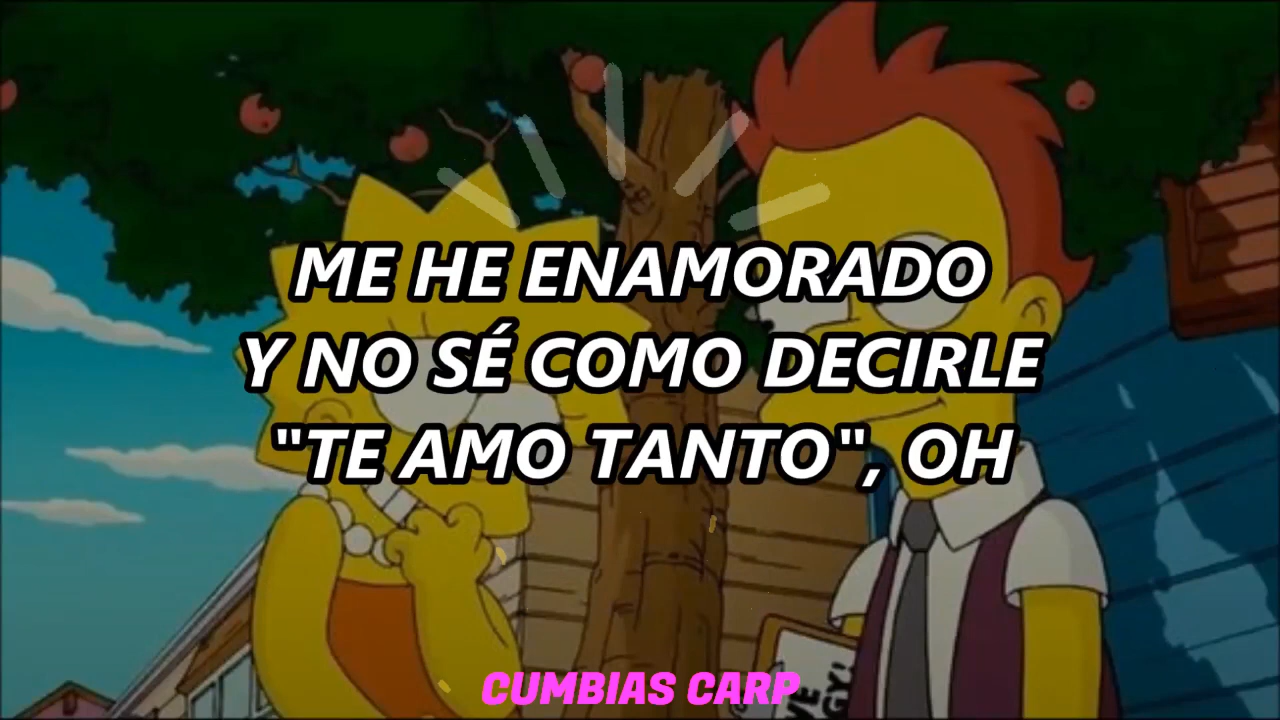 ME HE ENAMORADO
Y NO SÉ COMO DECIRLE
"TE AMO TANTO", OH
CUMBIAS CARP